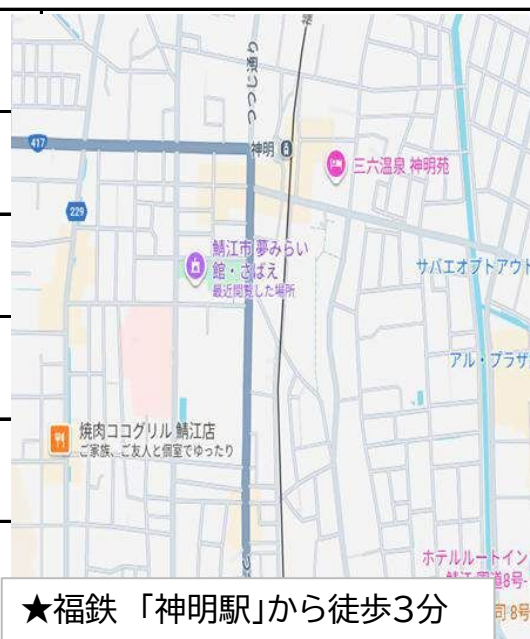 417
神明
三六温泉 神明苑
229
鯖江市 夢みらい
館・さばえ
最近閲覧した場所
サバエオプトアウト
アル・プラザ
焼肉ココグリル 鯖江店
ご家族、ご友人と個室でゆったり
ホテルルートイン
★福鉄 「神明駅」から徒歩3分